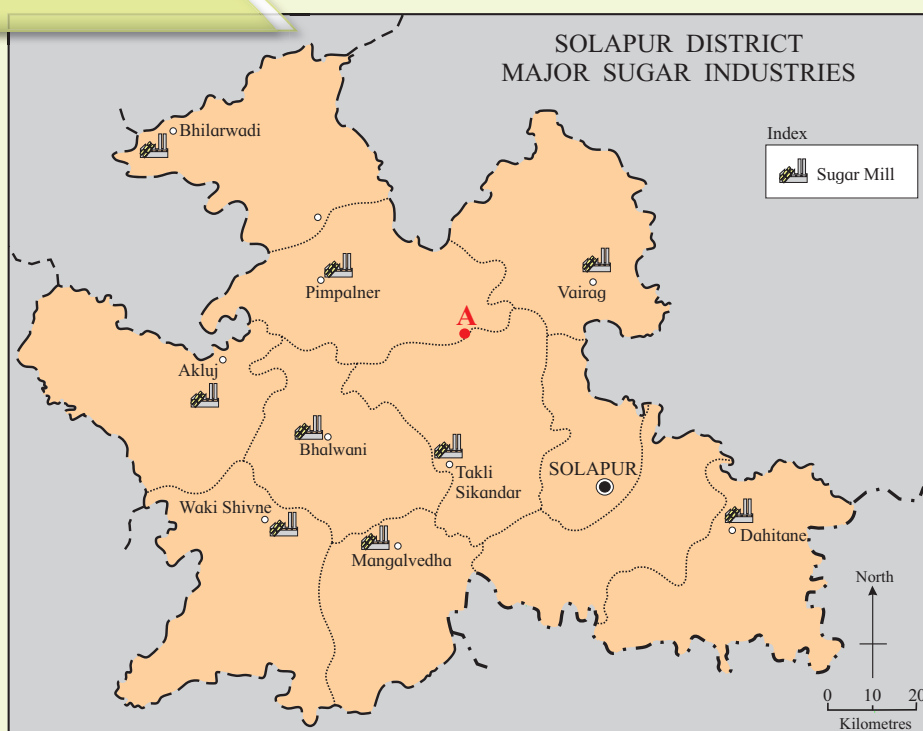 SOLAPUR DISTRICT
MAJOR SUGAR INDUSTRIES
Index
Sugar Mill
Bhilarwadi
Pimpalner
Vairag
A
Akluj
Bhalwani
Takli
Sikandar
SOLAPUR
Waki Shivne
Mangalvedha
Dahitane
North
0 10 20
Kilometres